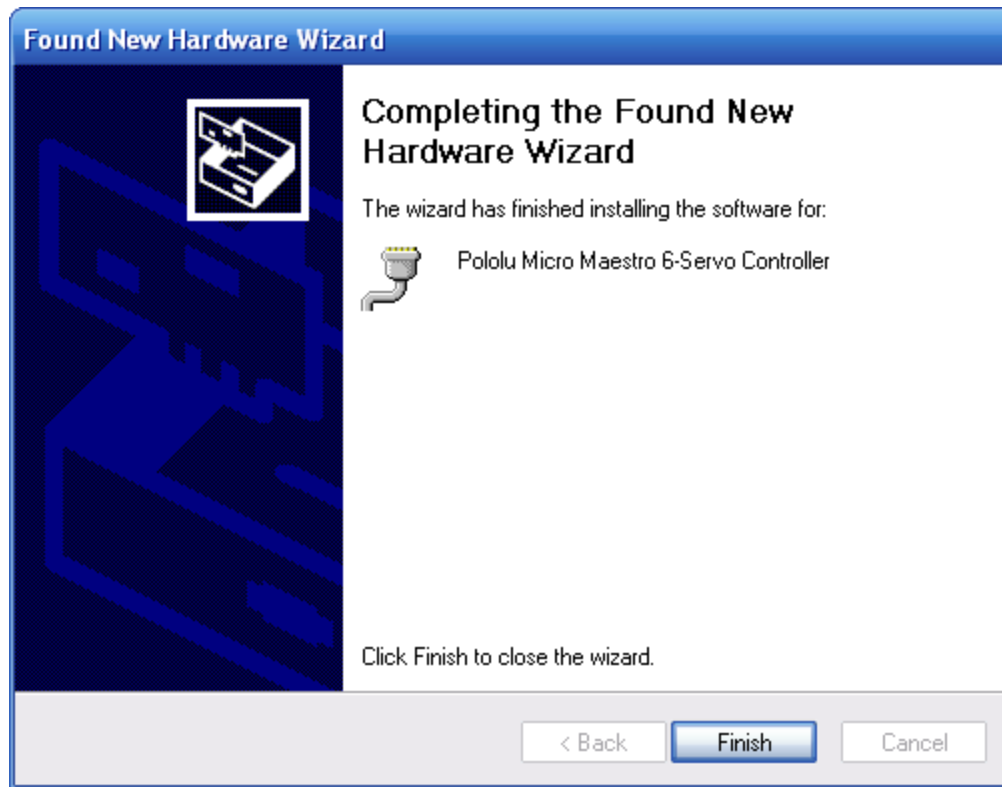 Found New Hardware Wizard
Completing the Found New
Hardware Wizard
The wizard has finished installing the software for:
Pololu Micro Maestro 6-Servo Controller
Click Finish to close the wizard.
< Back Finish Cancel